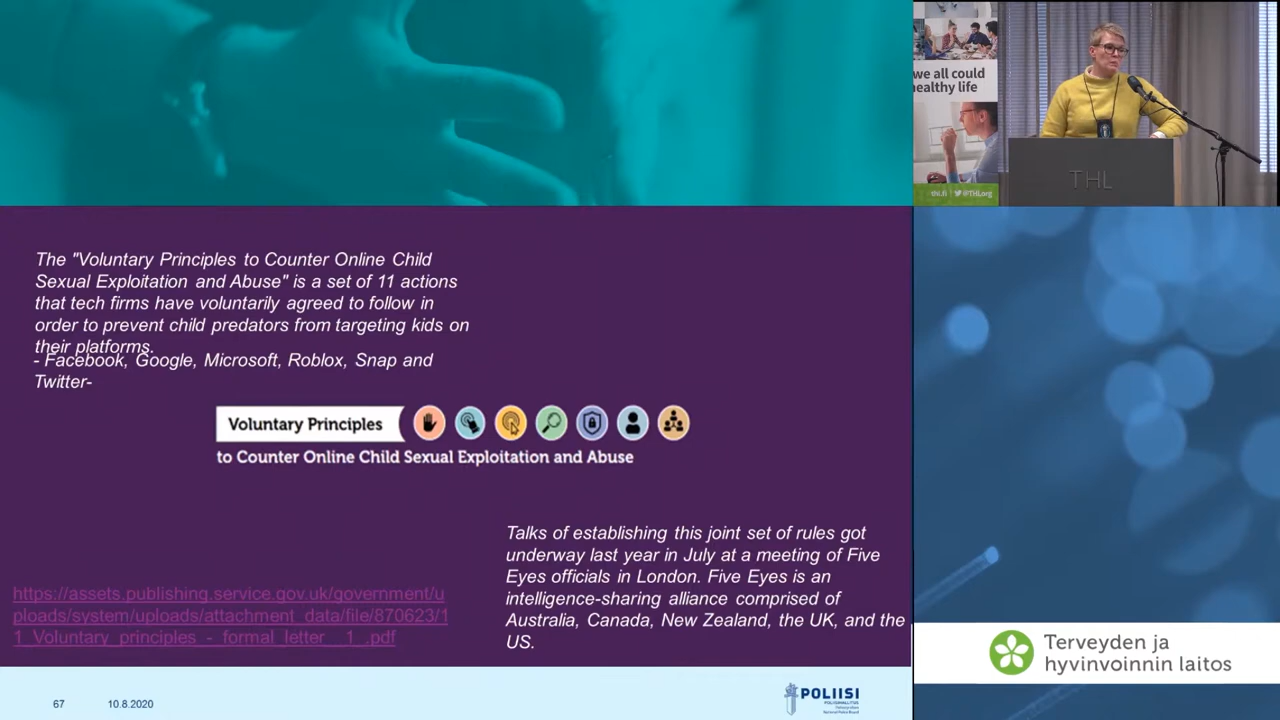 The "Voluntary Principles to Counter Online Child
Sexual Exploitation and Abuse" is a set of 11 actions
that tech firms have voluntarily agreed to follow in
order to prevent child predators from targeting kids on
their platforms.
- Facebook, Google, Microsoft, Roblox, Snap and
Twitter-
Voluntary Principles
to Counter Online Child Sexual Exploitation and Abuse
Talks of establishing this joint set of rules got
underway last year in July at a meeting of Five
Eyes officials in London. Five Eyes is an
intelligence-sharing alliance comprised of
Australia, Canada, New Zealand, the UK, and the
US.
https://assets.publishing.service.gov.uk/government/u
ploads/system/uploads/attachment_data/file/870623/1
1_Voluntary_principles_-_formal_letter__1_.pdf
67
10.8.2020
POLIISI
POLIISIHALLITUS
we all could
healthy life
thl.fi
@THLorg
THL
Terveyden ja
hyvinvoinnin laitos